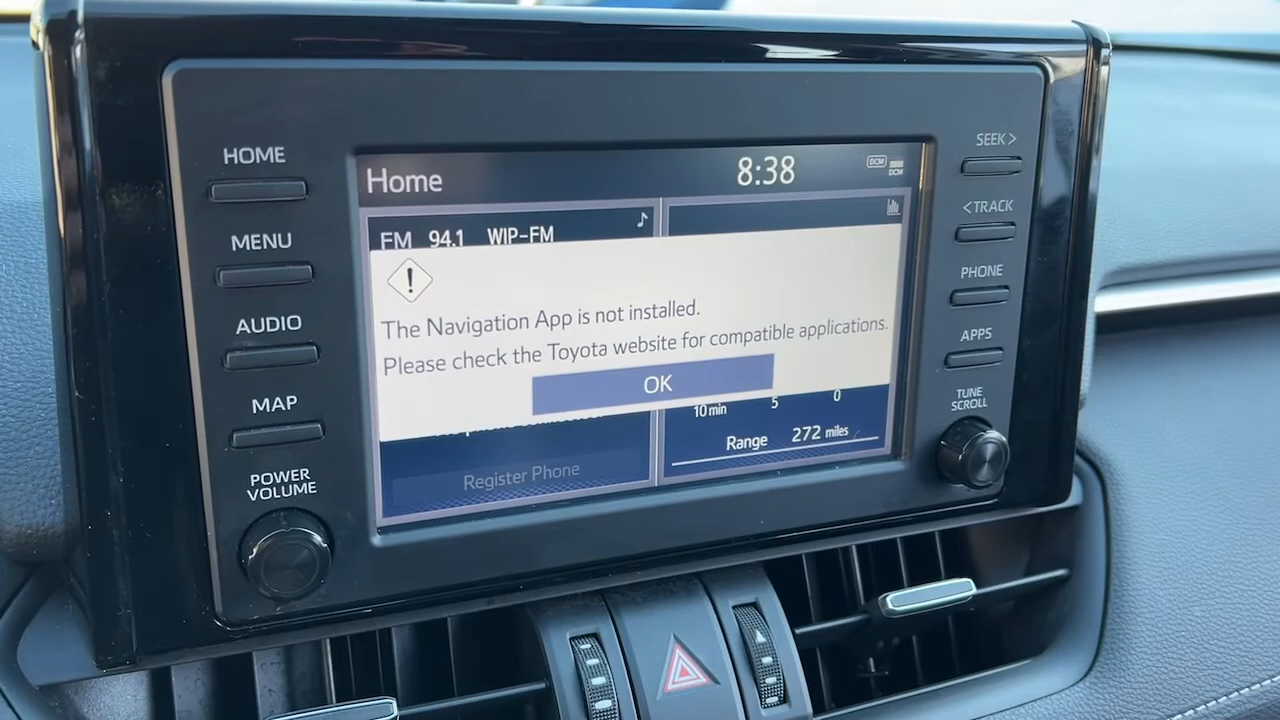 HOME
MENU
AUDIO
MAP
POWER
VOLUME
Home
8:38
DCM
DCM
FM 94.1 WIP-FM
!
The Navigation App is not installed.
Please check the Toyota website for compatible applications.
OK
10 min 5 0
Range 272 miles
Register Phone
SEEK >
< TRACK
PHONE
APPS
TUNE
SCROLL